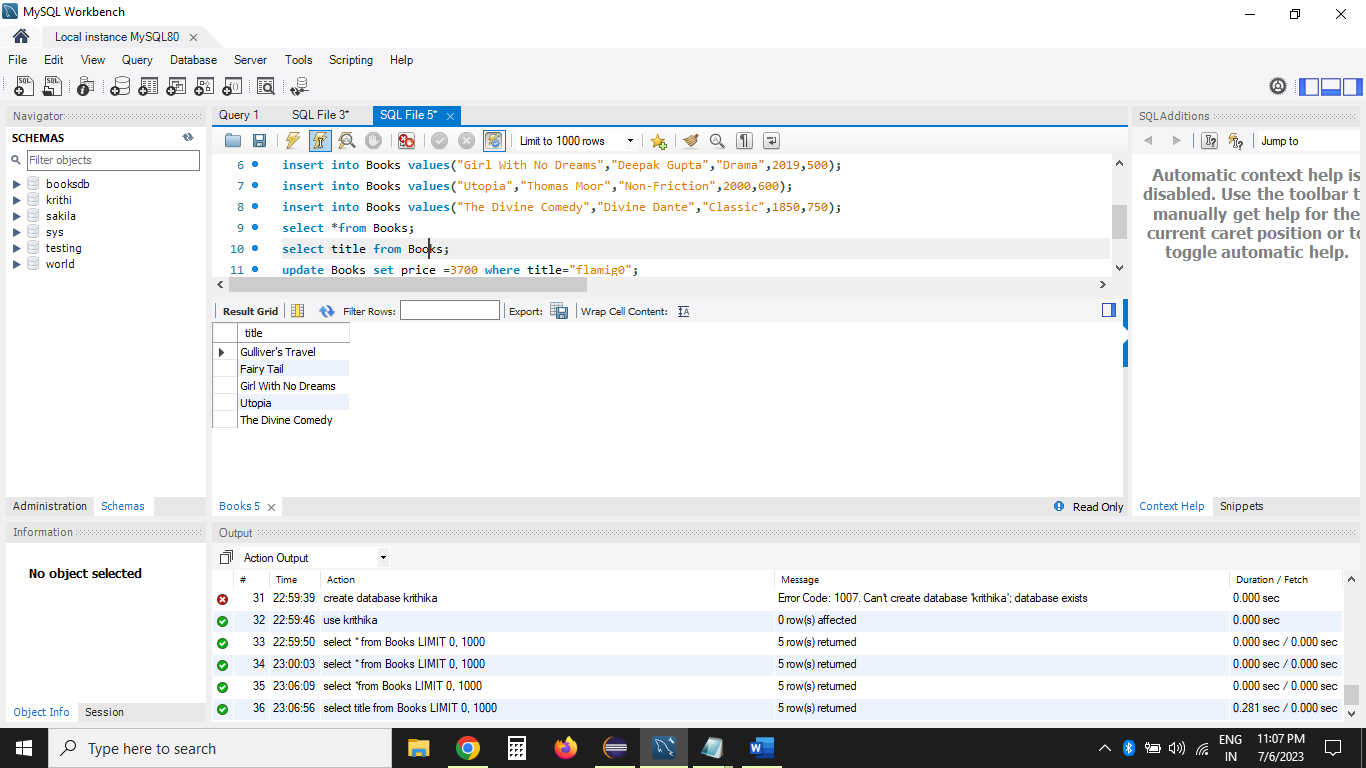 MySQL Workbench
Local instance MySQL80
File Edit View Query Database Server Tools Scripting Help
Navigator
SCHEMAS
Filter objects
booksdb
krithi
sakila
sys
testing
world
Administration Schemas
Information
No object selected
Object Info Session
Query 1 SQL File 3* SQL File 5*
Limit to 1000 rows
6 insert into Books values("Girl With No Dreams","Deepak Gupta","Drama",2019,500);
7 insert into Books values("Utopia","Thomas Moor","Non-Friction",2000,600);
8 insert into Books values("The Divine Comedy","Divine Dante","Classic",1850,750);
9 select *from Books;
10 select title from Books;
11 update Books set price =3700 where title="flamig0";
Result Grid Filter Rows: Export: Wrap Cell Content:
title
Gulliver's Travel
Fairy Tail
Girl With No Dreams
Utopia
The Divine Comedy
Books 5 Read Only
SQLAdditions
Jump to
Automatic context help is
disabled. Use the toolbar t
manually get help for the
current caret position or to
toggle automatic help.
Context Help Snippets
Output
Action Output
# Time Action Message Duration / Fetch
31 22:59:39 create database krithika Error Code: 1007. Can't create database 'krithika'; database exists 0.000 sec
32 22:59:46 use krithika 0 row(s) affected 0.000 sec
33 22:59:50 select * from Books LIMIT 0, 1000 5 row(s) returned 0.000 sec / 0.000 sec
34 23:00:03 select * from Books LIMIT 0, 1000 5 row(s) returned 0.000 sec / 0.000 sec
35 23:06:09 select *from Books LIMIT 0, 1000 5 row(s) returned 0.000 sec / 0.000 sec
36 23:06:56 select title from Books LIMIT 0, 1000 5 row(s) returned 0.281 sec / 0.000 sec
Type here to search
ENG
IN
11:07 PM
7/6/2023